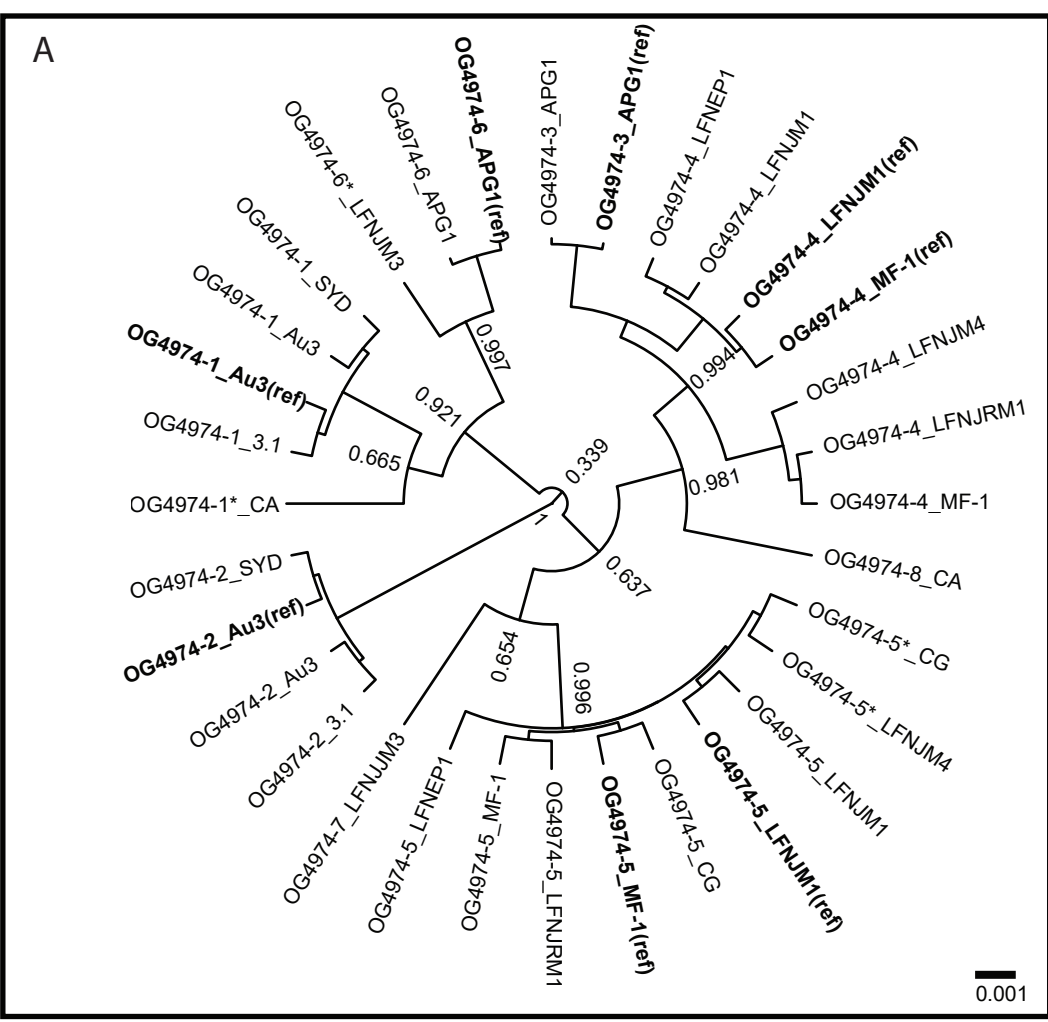 A
OG4974-3_APG1
OG4974-3_APG1(ref)
OG4974-4_LFNEP1
OG4974-4_LFNJM1
OG4974-4_LFNJM1(ref)
OG4974-4_MF-1(ref)
OG4974-4_LFNJM4
OG4974-4_LFNJRM1
OG4974-4_MF-1
OG4974-8_CA
OG4974-5*_CG
OG4974-5*_LFNJM4
OG4974-5_LFNJM1
OG4974-5_LFNJM1(ref)
OG4974-5_CG
OG4974-5_MF-1(ref)
OG4974-5_LFNJRM1
OG4974-5_MF-1
OG4974-5_LFNEP1
OG4974-7_LFNJJM3
OG4974-2_3.1
OG4974-2_Au3
OG4974-2_Au3(ref)
OG4974-2_SYD
OG4974-1*_CA
OG4974-1_3.1
OG4974-1_Au3(ref)
OG4974-1_Au3
OG4974-1_SYD
OG4974-6*_LFNJM3
OG4974-6_APG1
OG4974-6_APG1(ref)
0.997
0.994
0.921
0.665
0.339
0.981
1
0.637
0.654
0.996
0.001